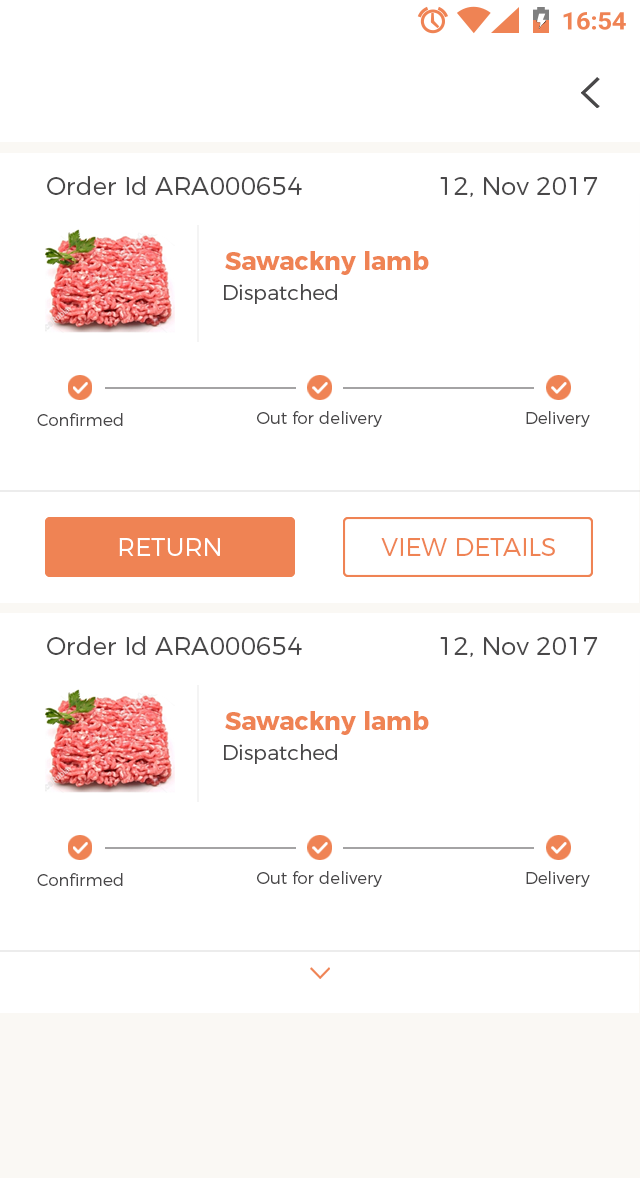 16:54
Order Id ARA000654 12, Nov 2017
Sawackny lamb
Dispatched
Confirmed Out for delivery Delivery
RETURN VIEW DETAILS
Order Id ARA000654 12, Nov 2017
Sawackny lamb
Dispatched
Confirmed Out for delivery Delivery